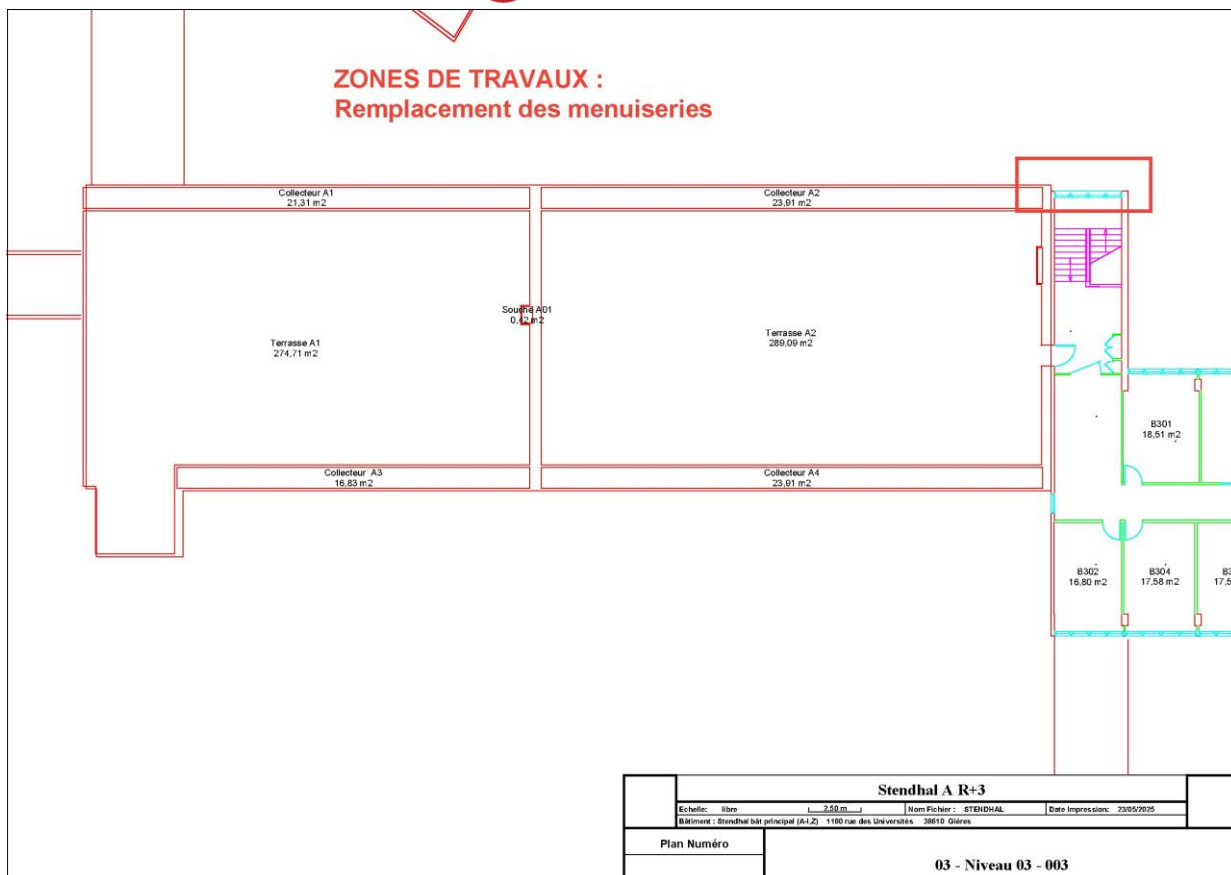 ZONES DE TRAVAUX :
Remplacement des menuiseries
Collecteur A1
21,31 m2
Collecteur A2
23,91 m2
Souche A01
0,42 m2
Terrasse A1
274,71 m2
Terrasse A2
289,09 m2
B301
18,51 m2
Collecteur A3
16,83 m2
Collecteur A4
23,91 m2
B302
16,80 m2
B304
17,58 m2
B3
17,5
Stendhal A R+3
Echelle: libre 2,50 m Nom Fichier : STENDHAL Date Impression: 23/05/2025
Bâtiment : Stendhal bât principal (A-I,Z) 1180 rue des Universités 38610 Gières
Plan Numéro
03 - Niveau 03 - 003